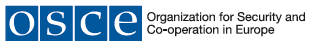 OSCE Organization for Security and
Co-operation in Europe